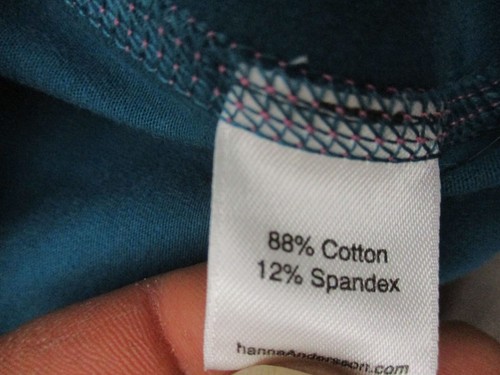 88% Cotton
12% Spandex
hannaAndersson.com